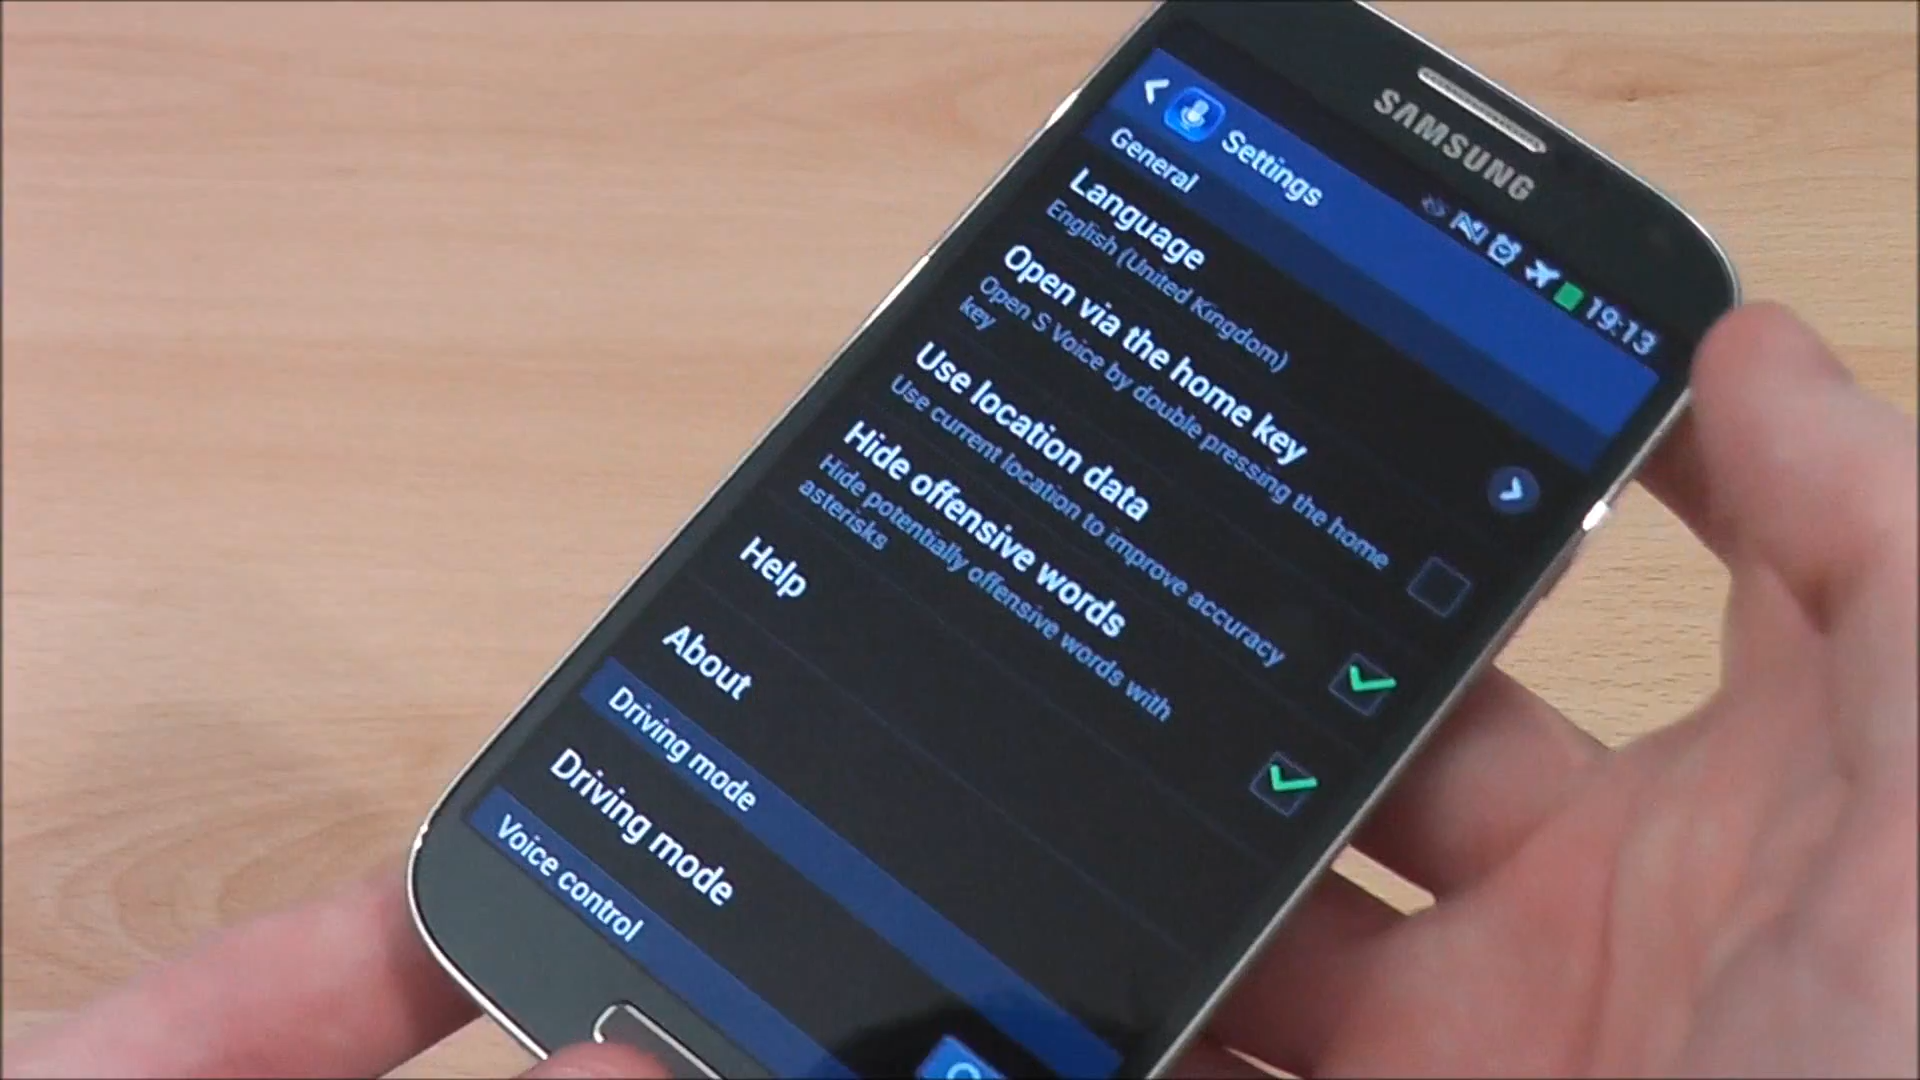 SAMSUNG
19:13
Settings
General
Language
English (United Kingdom)
Open via the home key
Open S Voice by double pressing the home
key
Use location data
Use current location to improve accuracy
Hide offensive words
Hide potentially offensive words with
asterisks
Help
About
Driving mode
Driving mode
Voice control